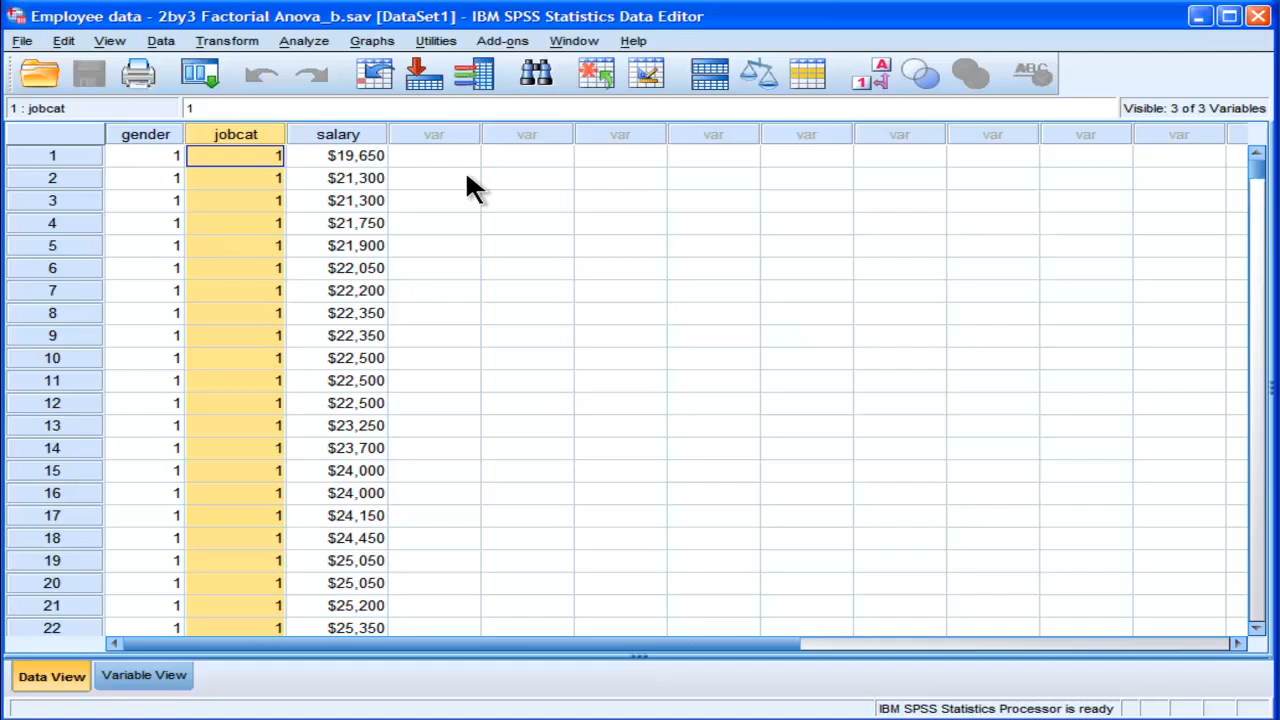 Employee data - 2by3 Factorial Anova_b.sav [DataSet1] - IBM SPSS Statistics Data Editor
File Edit View Data Transform Analyze Graphs Utilities Add-ons Window Help
1 A ABC
1 : jobcat 1 Visible: 3 of 3 Variables
gender jobcat salary var var var var var var var var var
1 1 1 $19,650
2 1 1 $21,300
3 1 1 $21,300
4 1 1 $21,750
5 1 1 $21,900
6 1 1 $22,050
7 1 1 $22,200
8 1 1 $22,350
9 1 1 $22,350
10 1 1 $22,500
11 1 1 $22,500
12 1 1 $22,500
13 1 1 $23,250
14 1 1 $23,700
15 1 1 $24,000
16 1 1 $24,000
17 1 1 $24,150
18 1 1 $24,450
19 1 1 $25,050
20 1 1 $25,050
21 1 1 $25,200
22 1 1 $25,350
Data View Variable View
IBM SPSS Statistics Processor is ready